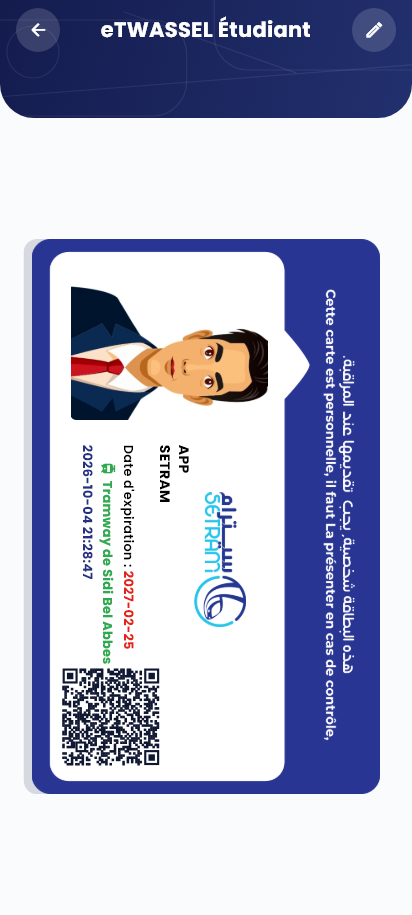 eTWASSEL Étudiant
هذه البطاقة شخصية, يجب تقديمها عند المراقبة.
Cette carte est personnelle, il faut La présenter en cas de contrôle,
سيترام
SETRAM
APP
SETRAM
Date d'expiration : 2027-02-25
Tramway de Sidi Bel Abbes
2026-10-04 21:28:47